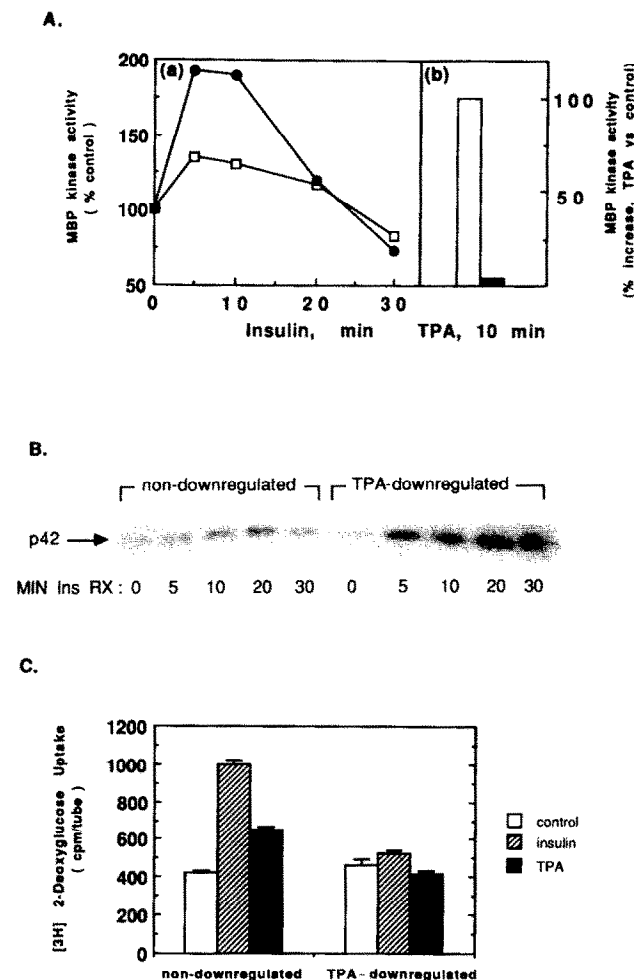 A.
MBP kinase activity
( % control )
200
150
100
50
(a)
0
10
20
30
Insulin, min
(b)
TPA, 10 min
100
50
MBP kinase activity
(% increase, TPA vs control)
B.
non-downregulated
TPA-downregulated
p42
MIN Ins RX : 0 5 10 20 30 0 5 10 20 30
C.
[3H] 2-Deoxyglucose Uptake
( cpm/tube )
1200
1000
800
600
400
200
0
non-downregulated
TPA- downregulated
control
insulin
TPA